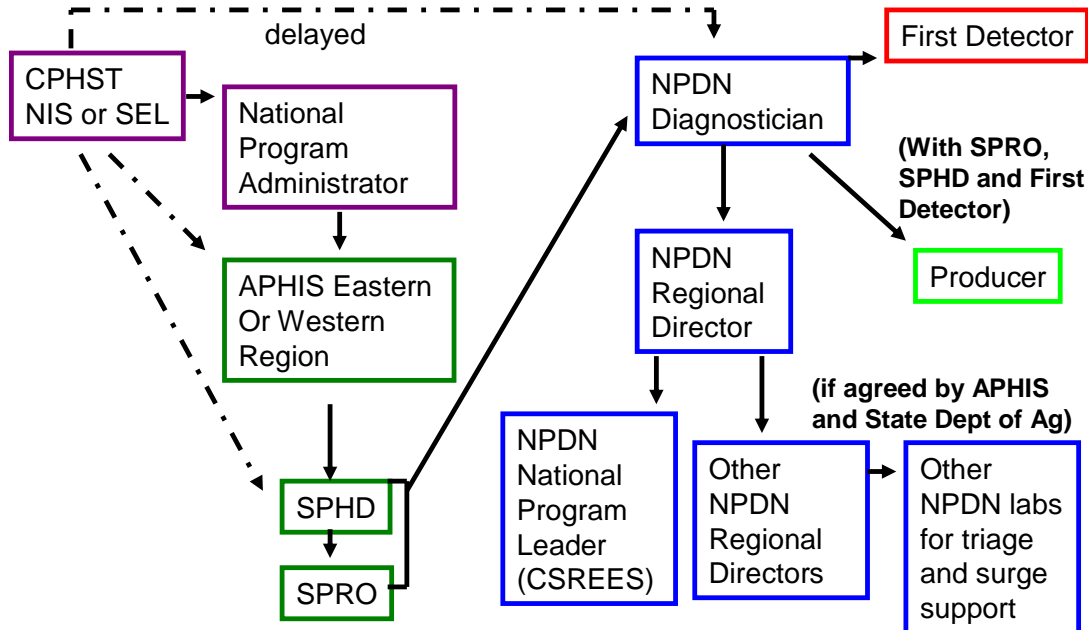 delayed
CPHST
NIS or SEL
National
Program
Administrator
APHIS Eastern
Or Western
Region
SPHD
SPRO
NPDN
Diagnostician
First Detector
(With SPRO,
SPHD and First
Detector)
Producer
NPDN
Regional
Director
(if agreed by APHIS
and State Dept of Ag)
NPDN
National
Program
Leader
(CSREES)
Other
NPDN
Regional
Directors
Other
NPDN labs
for triage
and surge
support